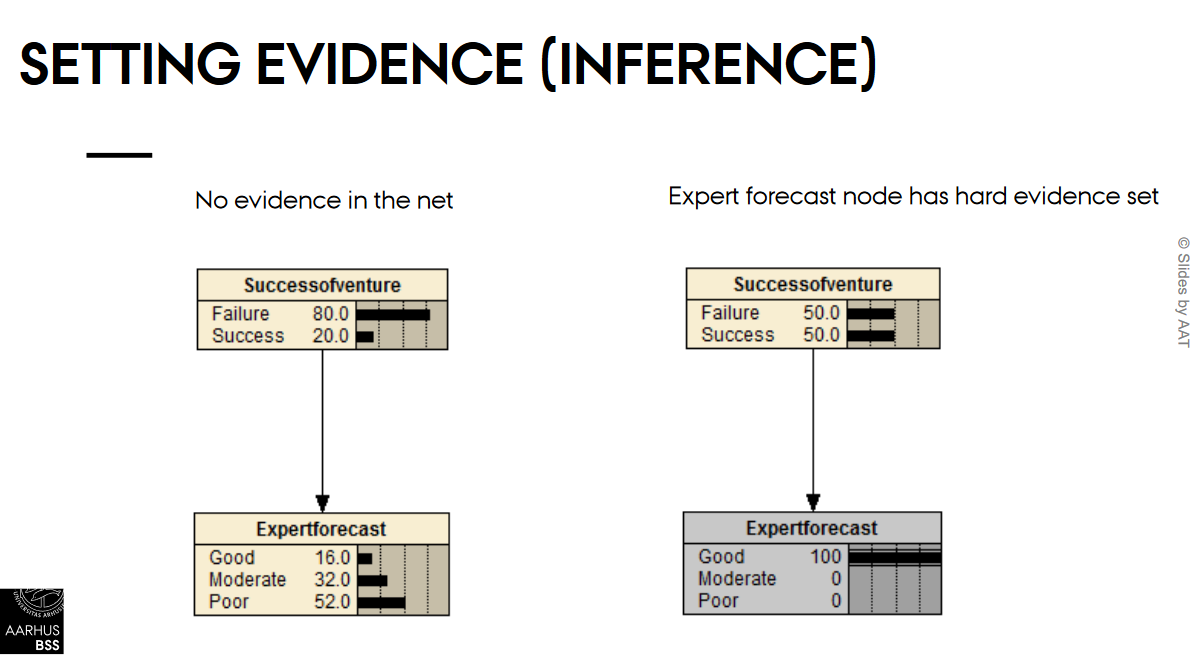 SETTING EVIDENCE (INFERENCE)
No evidence in the net
Expert forecast node has hard evidence set
Successofventure
Failure 80.0
Success 20.0
Expertforecast
Good 16.0
Moderate 32.0
Poor 52.0
Successofventure
Failure 50.0
Success 50.0
Expertforecast
Good 100
Moderate 0
Poor 0
© Slides by AAT
AARHUS
BSS